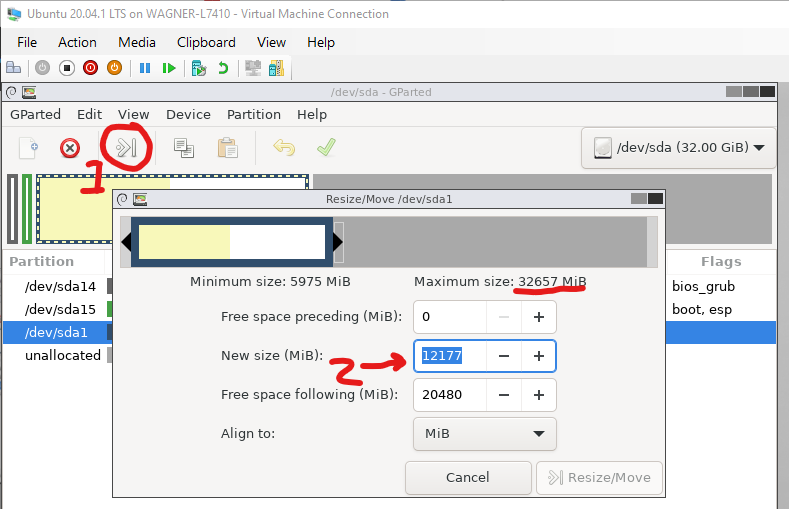 Ubuntu 20.04.1 LTS on WAGNER-L7410 - Virtual Machine Connection
File Action Media Clipboard View Help
/dev/sda - GParted
GParted Edit View Device Partition Help
/dev/sda (32.00 GiB)
1
Resize/Move /dev/sda1
Partition Flags
Minimum size: 5975 MiB Maximum size: 32657 MiB
/dev/sda14 bios_grub
/dev/sda15 boot, esp
/dev/sda1
unallocated
Free space preceding (MiB): 0
New size (MiB): 2 12177
Free space following (MiB): 20480
Align to: MiB
Cancel Resize/Move